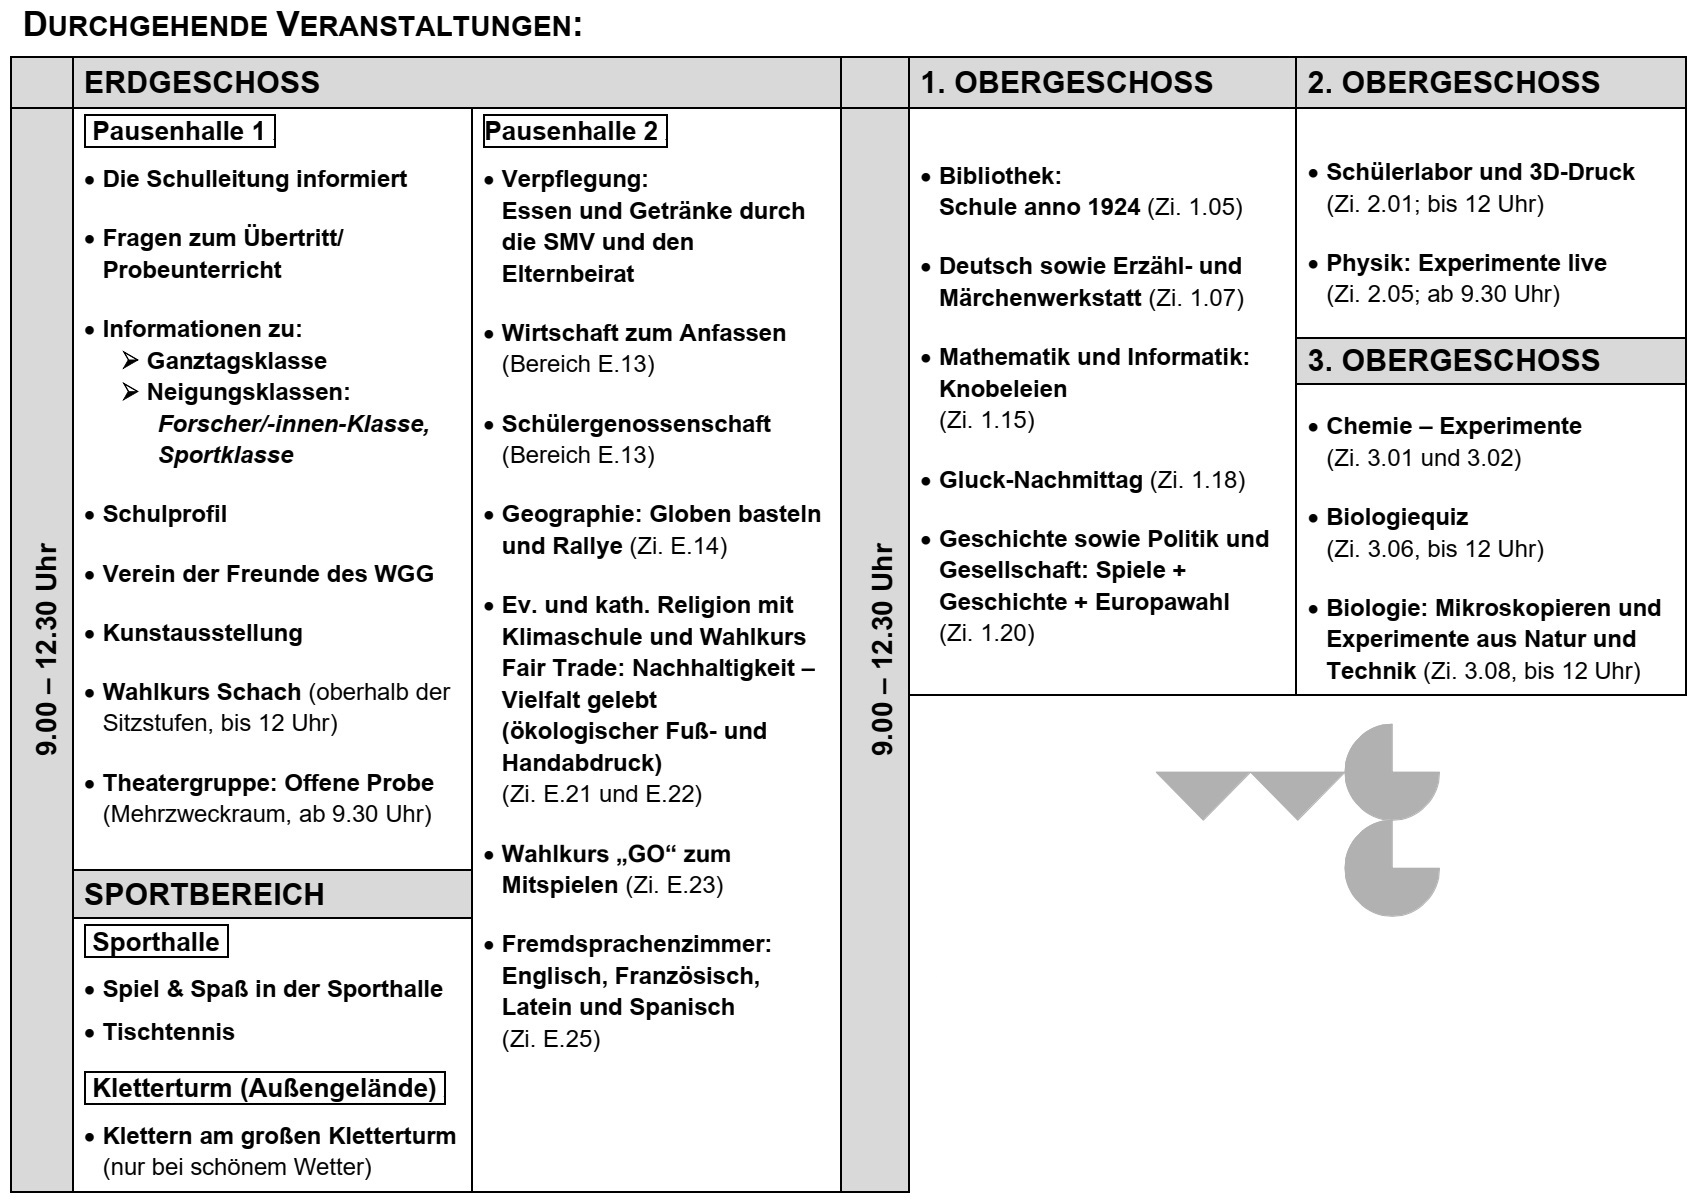 DURCHGEHENDE VERANSTALTUNGEN:
ERDGESCHOSS
9.00 – 12.30 Uhr
Pausenhalle 1
• Die Schulleitung informiert
• Fragen zum Übertritt/
Probeunterricht
• Informationen zu:
➢ Ganztagsklasse
➢ Neigungsklassen:
Forscher/-innen-Klasse,
Sportklasse
• Schulprofil
• Verein der Freunde des WGG
• Kunstausstellung
• Wahlkurs Schach (oberhalb der
Sitzstufen, bis 12 Uhr)
• Theatergruppe: Offene Probe
(Mehrzweckraum, ab 9.30 Uhr)
SPORTBEREICH
Sporthalle
• Spiel & Spaß in der Sporthalle
• Tischtennis
Kletterturm (Außengelände)
• Klettern am großen Kletterturm
(nur bei schönem Wetter)
Pausenhalle 2
• Verpflegung:
Essen und Getränke durch
die SMV und den
Elternbeirat
• Wirtschaft zum Anfassen
(Bereich E.13)
• Schülergenossenschaft
(Bereich E.13)
• Geographie: Globen basteln
und Rallye (Zi. E.14)
• Ev. und kath. Religion mit
Klimaschule und Wahlkurs
Fair Trade: Nachhaltigkeit –
Vielfalt gelebt
(ökologischer Fuß- und
Handabdruck)
(Zi. E.21 und E.22)
• Wahlkurs „GO“ zum
Mitspielen (Zi. E.23)
• Fremdsprachenzimmer:
Englisch, Französisch,
Latein und Spanisch
(Zi. E.25)
9.00 – 12.30 Uhr
1. OBERGESCHOSS
• Bibliothek:
Schule anno 1924 (Zi. 1.05)
• Deutsch sowie Erzähl- und
Märchenwerkstatt (Zi. 1.07)
• Mathematik und Informatik:
Knobeleien
(Zi. 1.15)
• Gluck-Nachmittag (Zi. 1.18)
• Geschichte sowie Politik und
Gesellschaft: Spiele +
Geschichte + Europawahl
(Zi. 1.20)
2. OBERGESCHOSS
• Schülerlabor und 3D-Druck
(Zi. 2.01; bis 12 Uhr)
• Physik: Experimente live
(Zi. 2.05; ab 9.30 Uhr)
3. OBERGESCHOSS
• Chemie – Experimente
(Zi. 3.01 und 3.02)
• Biologiequiz
(Zi. 3.06, bis 12 Uhr)
• Biologie: Mikroskopieren und
Experimente aus Natur und
Technik (Zi. 3.08, bis 12 Uhr)